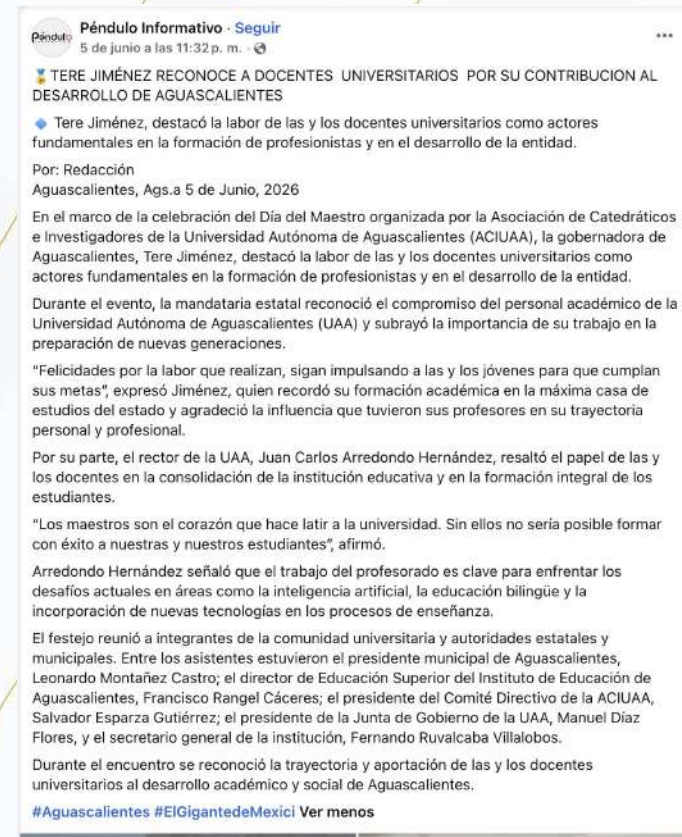 Péndulo
Péndulo Informativo · Seguir
5 de junio a las 11:32 p. m. ·
TERE JIMÉNEZ RECONOCE A DOCENTES UNIVERSITARIOS POR SU CONTRIBUCION AL
DESARROLLO DE AGUASCALIENTES
Tere Jiménez, destacó la labor de las y los docentes universitarios como actores
fundamentales en la formación de profesionistas y en el desarrollo de la entidad.
Por: Redacción
Aguascalientes, Ags.a 5 de Junio, 2026
En el marco de la celebración del Día del Maestro organizada por la Asociación de Catedráticos
e Investigadores de la Universidad Autónoma de Aguascalientes (ACIUAA), la gobernadora de
Aguascalientes, Tere Jiménez, destacó la labor de las y los docentes universitarios como
actores fundamentales en la formación de profesionistas y en el desarrollo de la entidad.
Durante el evento, la mandataria estatal reconoció el compromiso del personal académico de la
Universidad Autónoma de Aguascalientes (UAA) y subrayó la importancia de su trabajo en la
preparación de nuevas generaciones.
"Felicidades por la labor que realizan, sigan impulsando a las y los jóvenes para que cumplan
sus metas", expresó Jiménez, quien recordó su formación académica en la máxima casa de
estudios del estado y agradeció la influencia que tuvieron sus profesores en su trayectoria
personal y profesional.
Por su parte, el rector de la UAA, Juan Carlos Arredondo Hernández, resaltó el papel de las y
los docentes en la consolidación de la institución educativa y en la formación integral de los
estudiantes.
"Los maestros son el corazón que hace latir a la universidad. Sin ellos no sería posible formar
con éxito a nuestras y nuestros estudiantes", afirmó.
Arredondo Hernández señaló que el trabajo del profesorado es clave para enfrentar los
desafíos actuales en áreas como la inteligencia artificial, la educación bilingüe y la
incorporación de nuevas tecnologías en los procesos de enseñanza.
El festejo reunió a integrantes de la comunidad universitaria y autoridades estatales y
municipales. Entre los asistentes estuvieron el presidente municipal de Aguascalientes,
Leonardo Montañez Castro; el director de Educación Superior del Instituto de Educación de
Aguascalientes, Francisco Rangel Cáceres; el presidente del Comité Directivo de la ACIUAA,
Salvador Esparza Gutiérrez; el presidente de la Junta de Gobierno de la UAA, Manuel Díaz
Flores, y el secretario general de la institución, Fernando Ruvalcaba Villalobos.
Durante el encuentro se reconoció la trayectoria y aportación de las y los docentes
universitarios al desarrollo académico y social de Aguascalientes.
#Aguascalientes #ElGigantedeMexici Ver menos